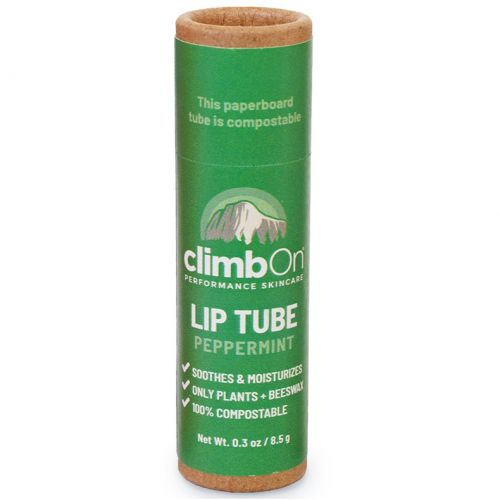 This paperboard
tube is compostable
climbOn®
PERFORMANCE SKINCARE
LIP TUBE
PEPPERMINT
✓ SOOTHES & MOISTURIZES
✓ ONLY PLANTS + BEESWAX
✓ 100% COMPOSTABLE
Net Wt. 0.3 oz / 8.5 g